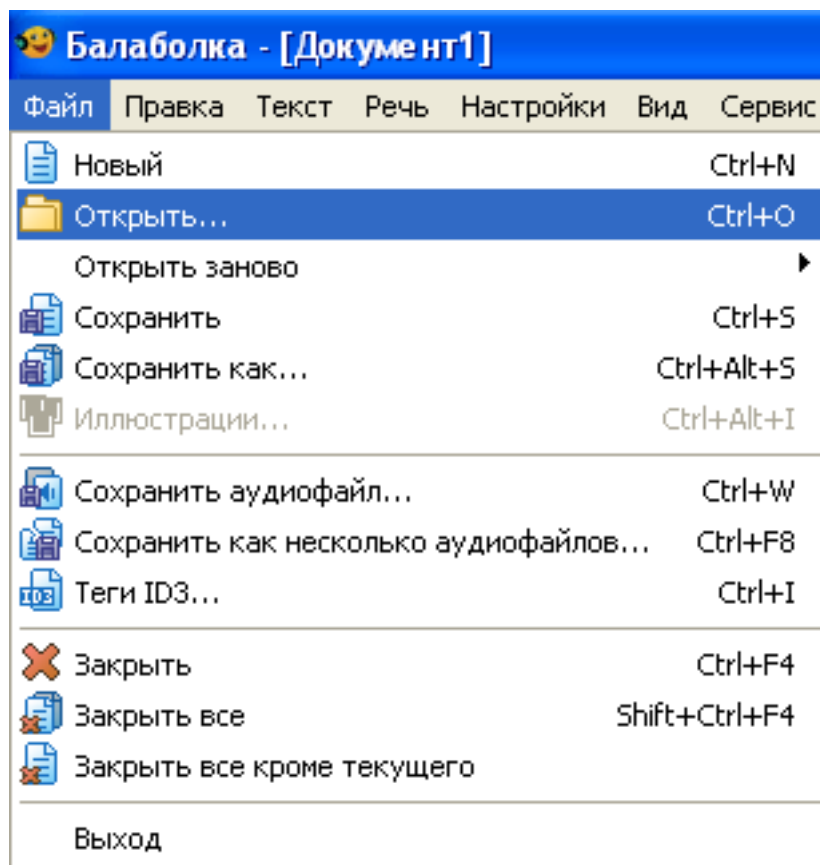 Балаболка - [Документ1]
Файл Правка Текст Речь Настройки Вид Сервис
Новый Ctrl+N
Открыть... Ctrl+O
Открыть заново
Сохранить Ctrl+S
Сохранить как... Ctrl+Alt+S
Иллюстрации... Ctrl+Alt+I
Сохранить аудиофайл... Ctrl+W
Сохранить как несколько аудиофайлов... Ctrl+F8
ID3 Теги ID3... Ctrl+I
Закрыть Ctrl+F4
Закрыть все Shift+Ctrl+F4
Закрыть все кроме текущего
Выход